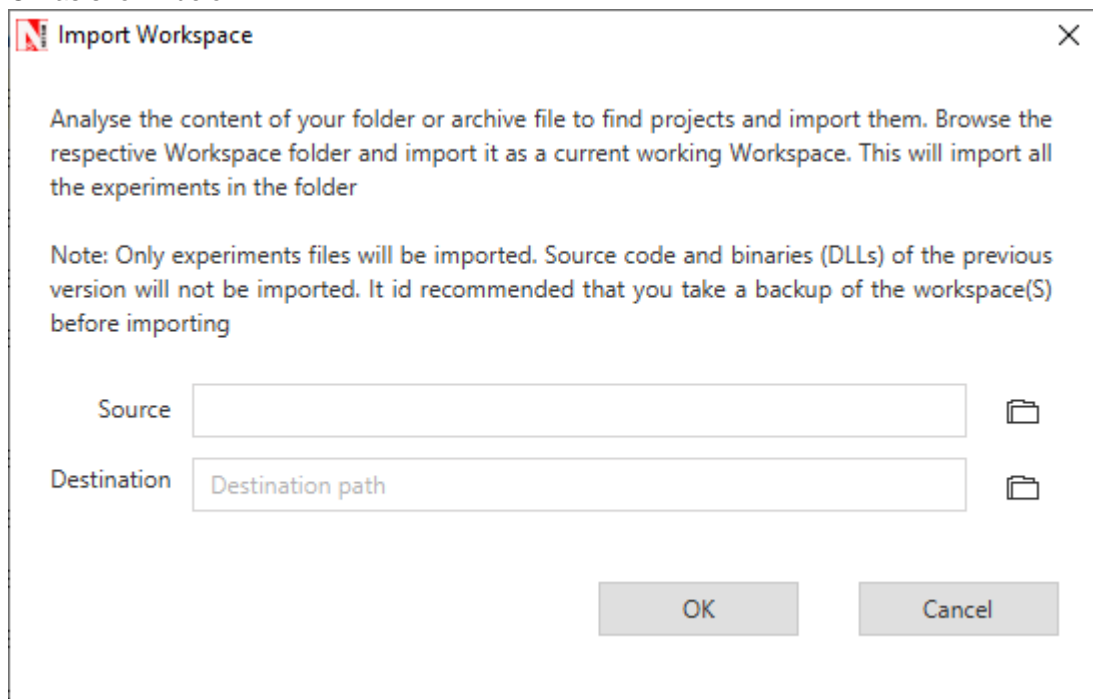 Import Workspace
Analyse the content of your folder or archive file to find projects and import them. Browse the
respective Workspace folder and import it as a current working Workspace. This will import all
the experiments in the folder
Note: Only experiments files will be imported. Source code and binaries (DLLs) of the previous
version will not be imported. It id recommended that you take a backup of the workspace(S)
before importing
Source
Destination Destination path
OK Cancel